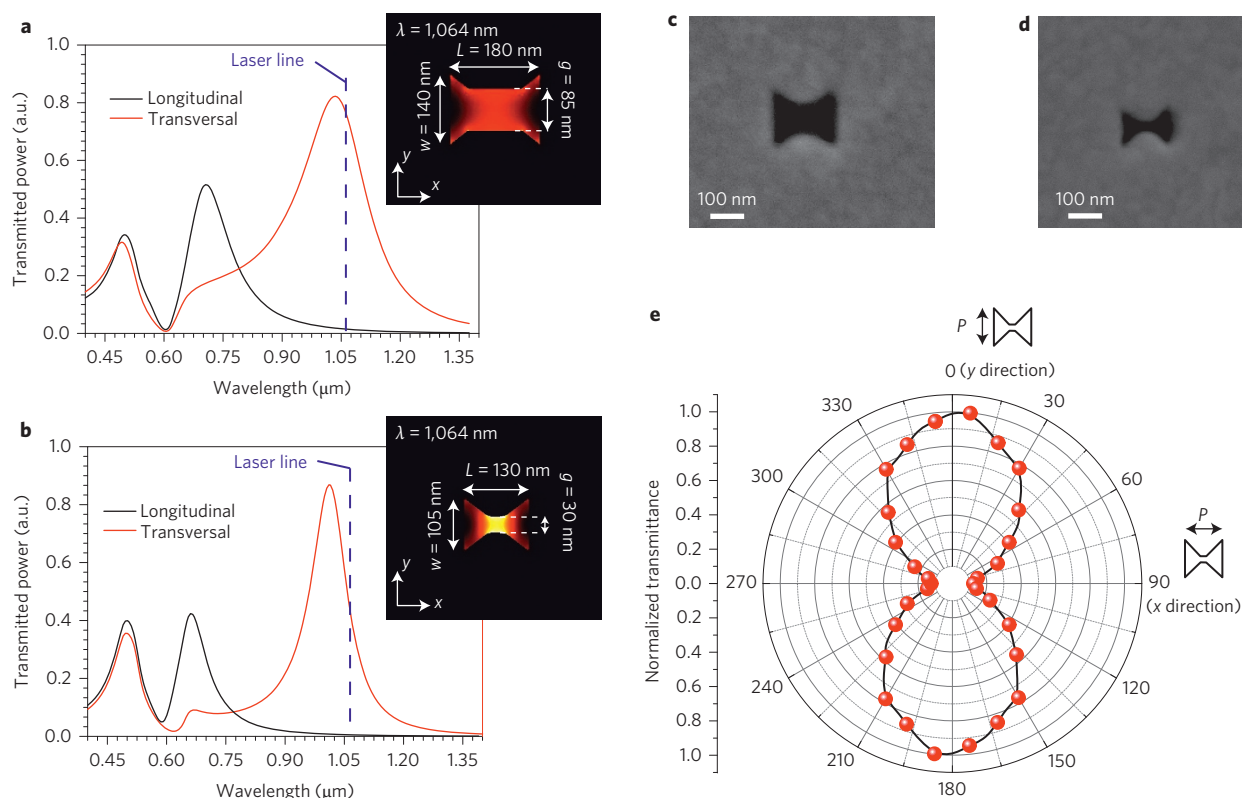 a
1.0
0.8
0.6
0.4
0.2
0.0
Transmitted power (a.u.)
Longitudinal
Transversal
Laser line
λ = 1,064 nm
L = 180 nm
w = 140 nm
g = 85 nm
y
x
0.45 0.60 0.75 0.90 1.05 1.20 1.35
Wavelength (μm)
b
1.0
0.8
0.6
0.4
0.2
0.0
Transmitted power (a.u.)
Longitudinal
Transversal
Laser line
λ = 1,064 nm
L = 130 nm
w = 105 nm
g = 30 nm
y
x
0.45 0.60 0.75 0.90 1.05 1.20 1.35
Wavelength (μm)
c
100 nm
d
100 nm
e
P
0 (y direction)
330
30
300
60
P
270
90
(x direction)
240
120
210
150
180
1.0
0.8
0.6
0.4
0.2
0.0
0.2
0.4
0.6
0.8
1.0
Normalized transmittance